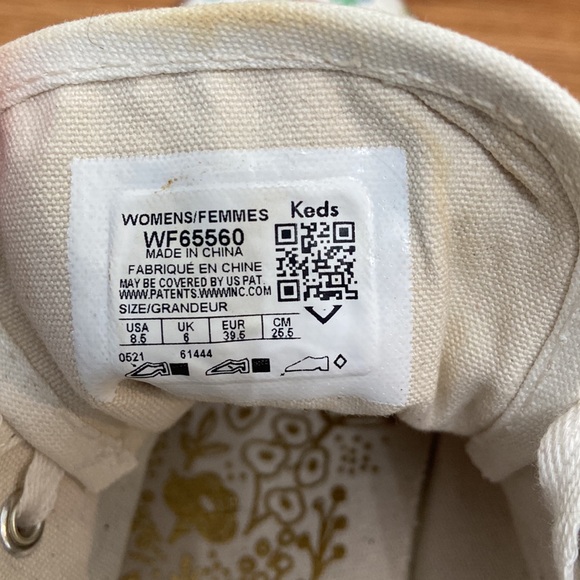 WOMENS/FEMMES Keds
WF65560
MADE IN CHINA
FABRIQUÉ EN CHINE
MAY BE COVERED BY US PAT.
WWW.PATENTS.WWWINC.COM
SIZE/GRANDEUR
USA UK EUR CM
8.5 6 39.5 25.5
0521 61444